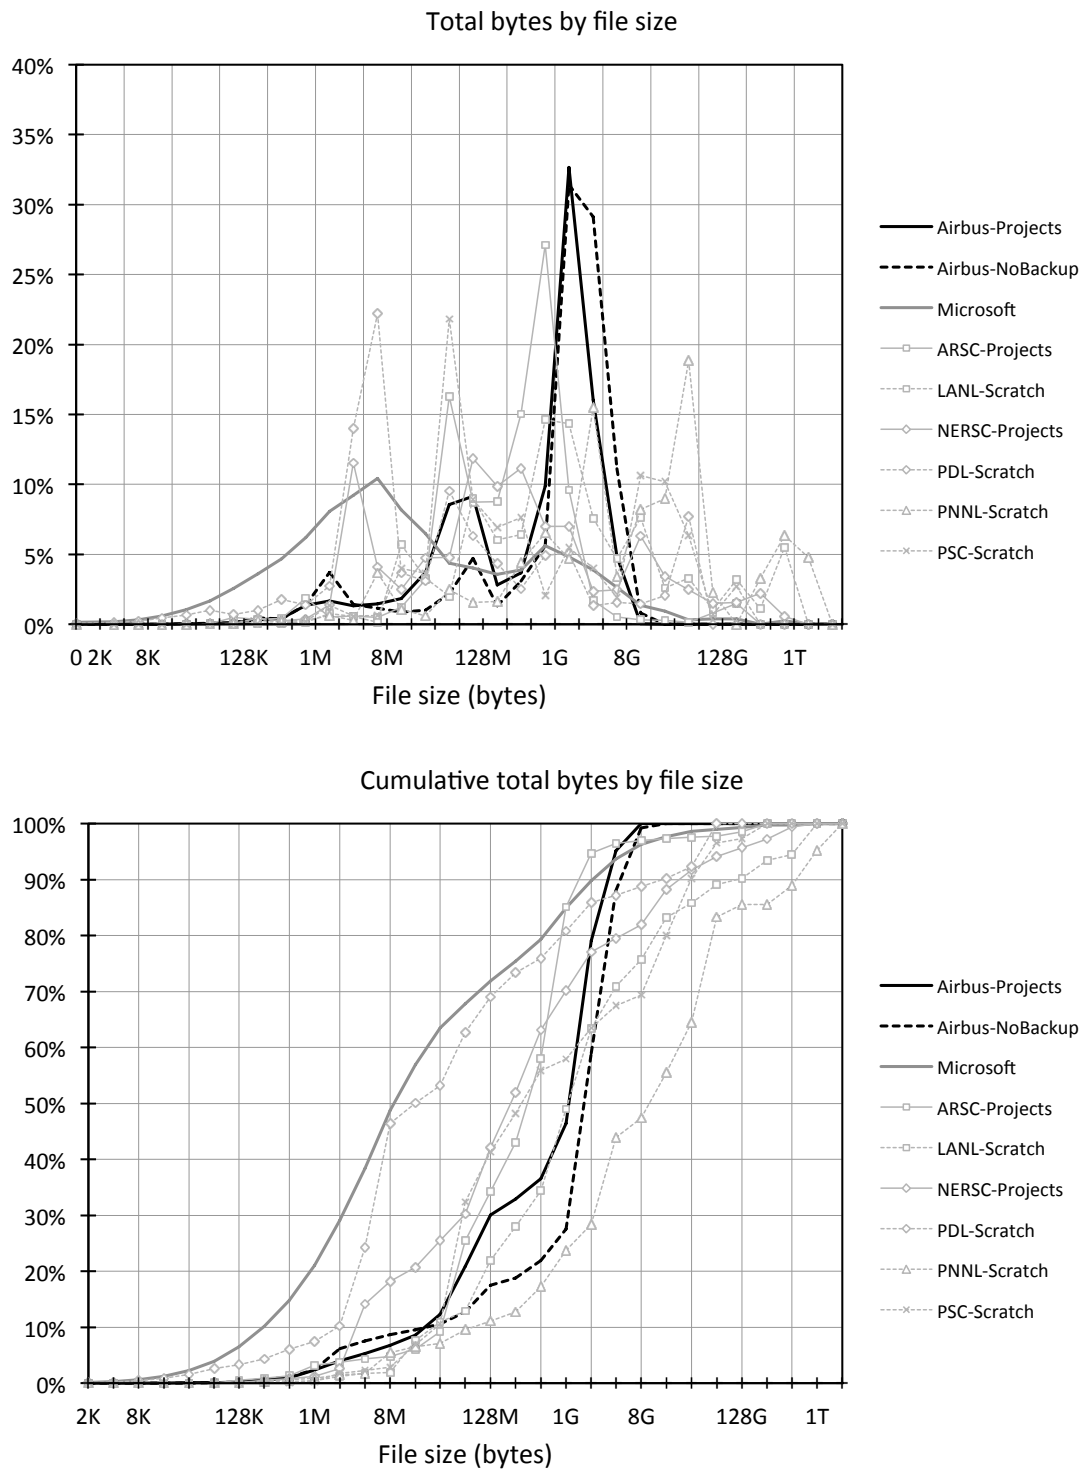 Total bytes by file size
40%
35%
30%
25%
20%
15%
10%
5%
0%
0 2K 8K 128K 1M 8M 128M 1G 8G 128G 1T
File size (bytes)
Airbus-Projects
Airbus-NoBackup
Microsoft
ARSC-Projects
LANL-Scratch
NERSC-Projects
PDL-Scratch
PNNL-Scratch
PSC-Scratch
Cumulative total bytes by file size
100%
90%
80%
70%
60%
50%
40%
30%
20%
10%
0%
2K 8K 128K 1M 8M 128M 1G 8G 128G 1T
File size (bytes)
Airbus-Projects
Airbus-NoBackup
Microsoft
ARSC-Projects
LANL-Scratch
NERSC-Projects
PDL-Scratch
PNNL-Scratch
PSC-Scratch